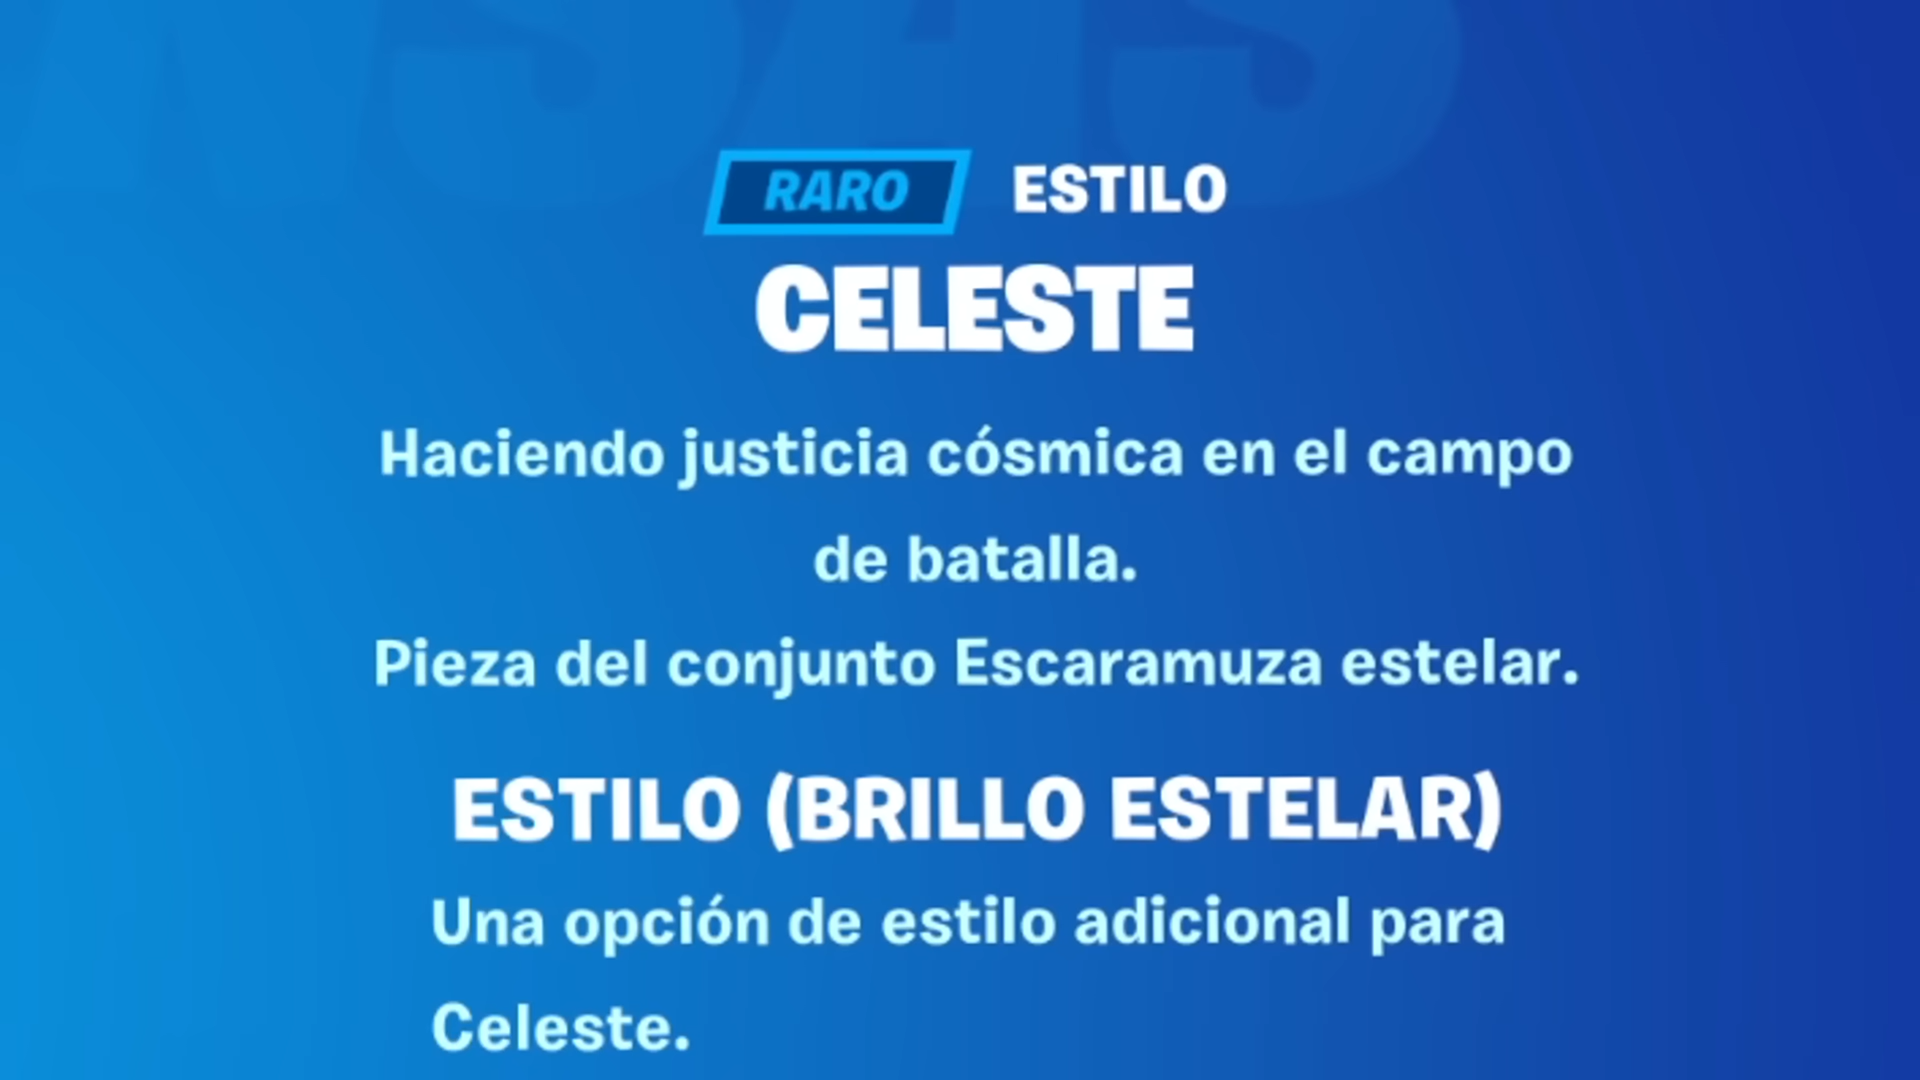 RARO ESTILO
CELESTE
Haciendo justicia cósmica en el campo
de batalla.
Pieza del conjunto Escaramuza estelar.
ESTILO (BRILLO ESTELAR)
Una opción de estilo adicional para
Celeste.